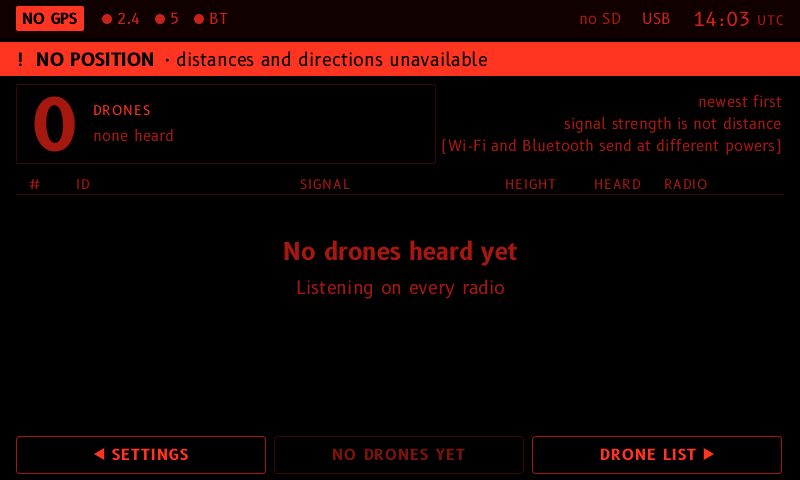 NO GPS ● 2.4 ● 5 ● BT no SD USB 14:03 UTC
! NO POSITION · distances and directions unavailable
0 DRONES
none heard
newest first
signal strength is not distance
(Wi-Fi and Bluetooth send at different powers)
# ID SIGNAL HEIGHT HEARD RADIO
No drones heard yet
Listening on every radio
◀ SETTINGS NO DRONES YET DRONE LIST ▶